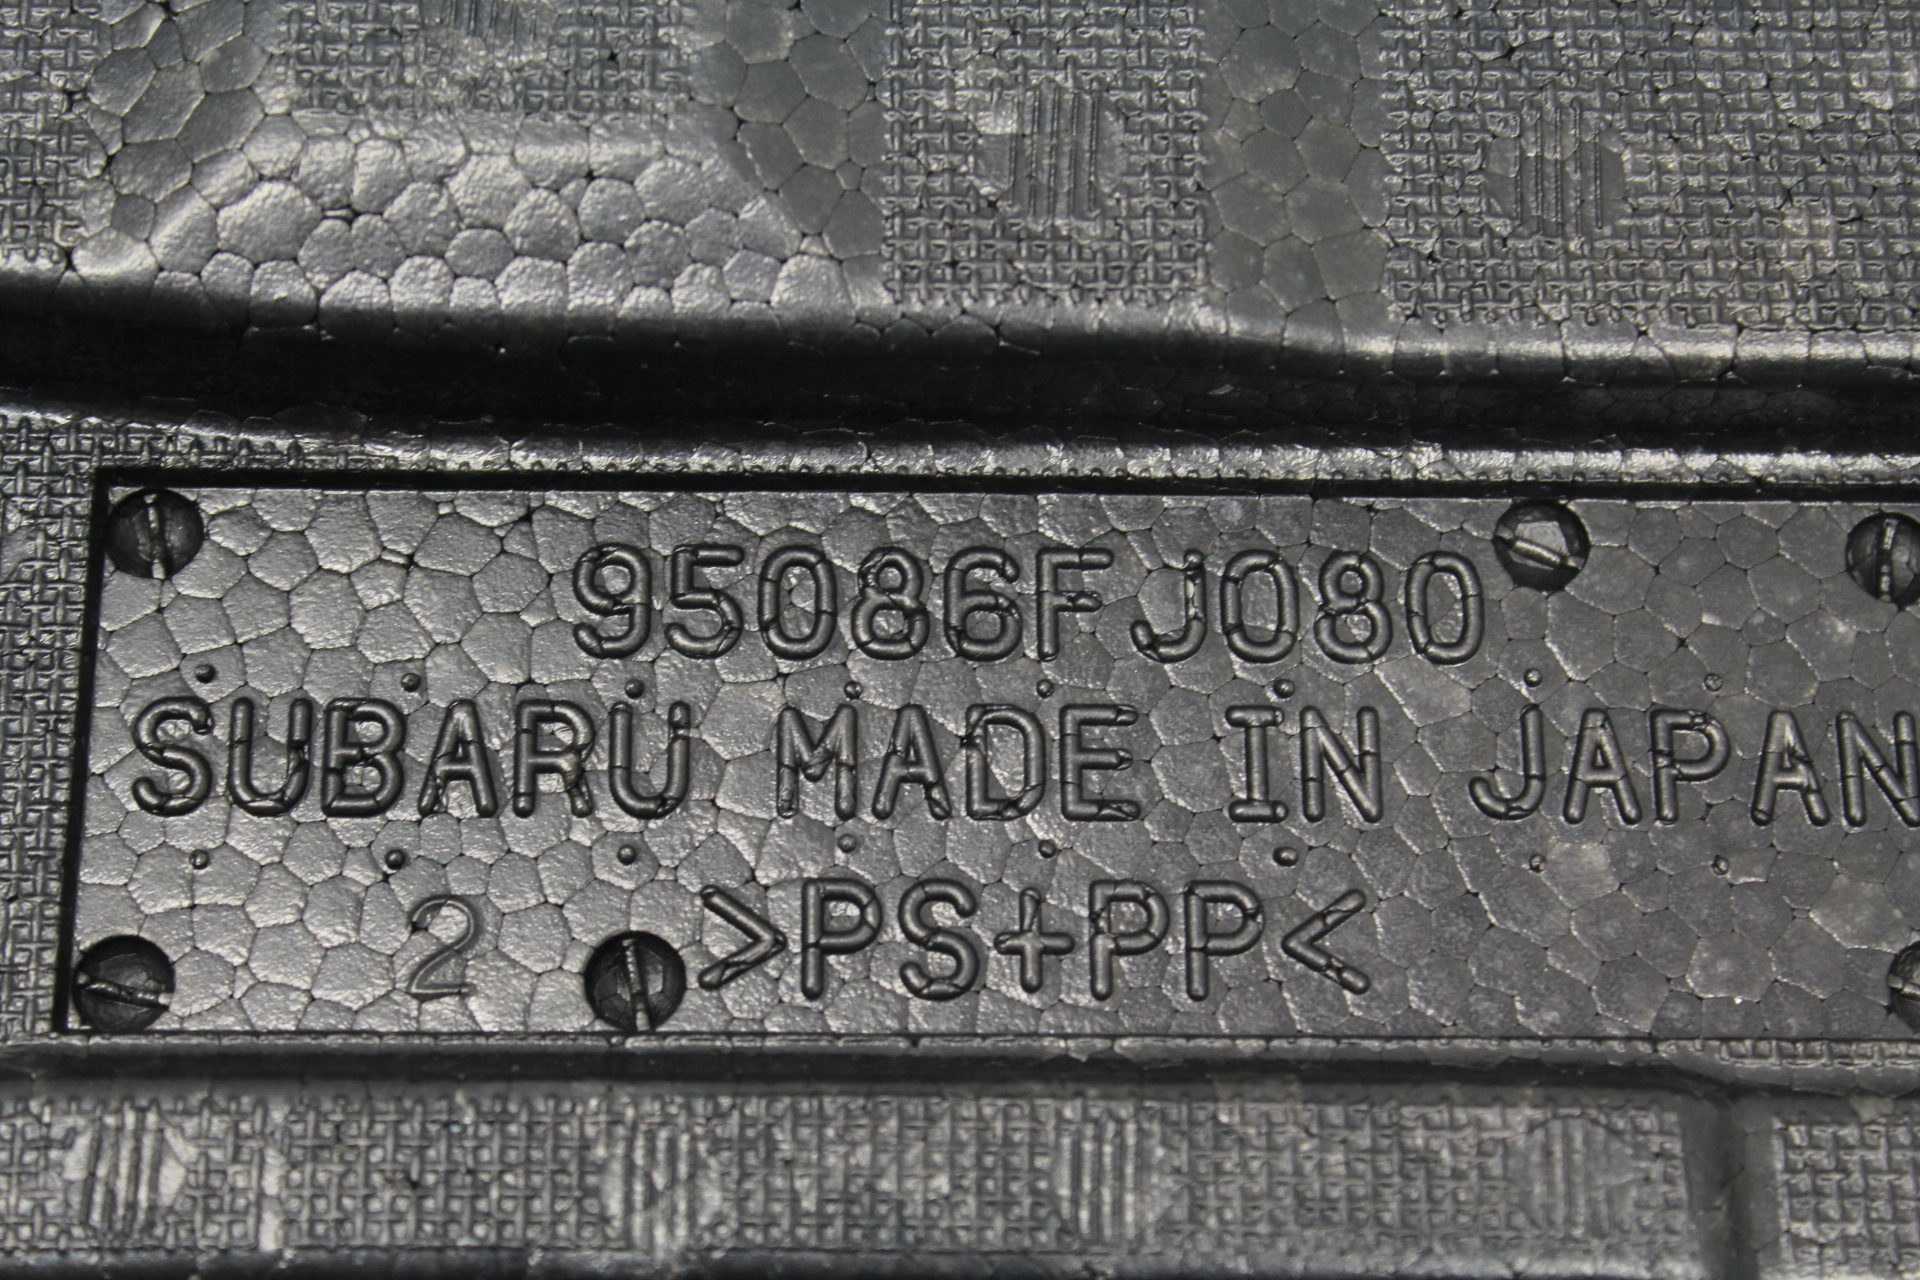 95086FJ080
SUBARU MADE IN JAPAN
2 >PS+PP<